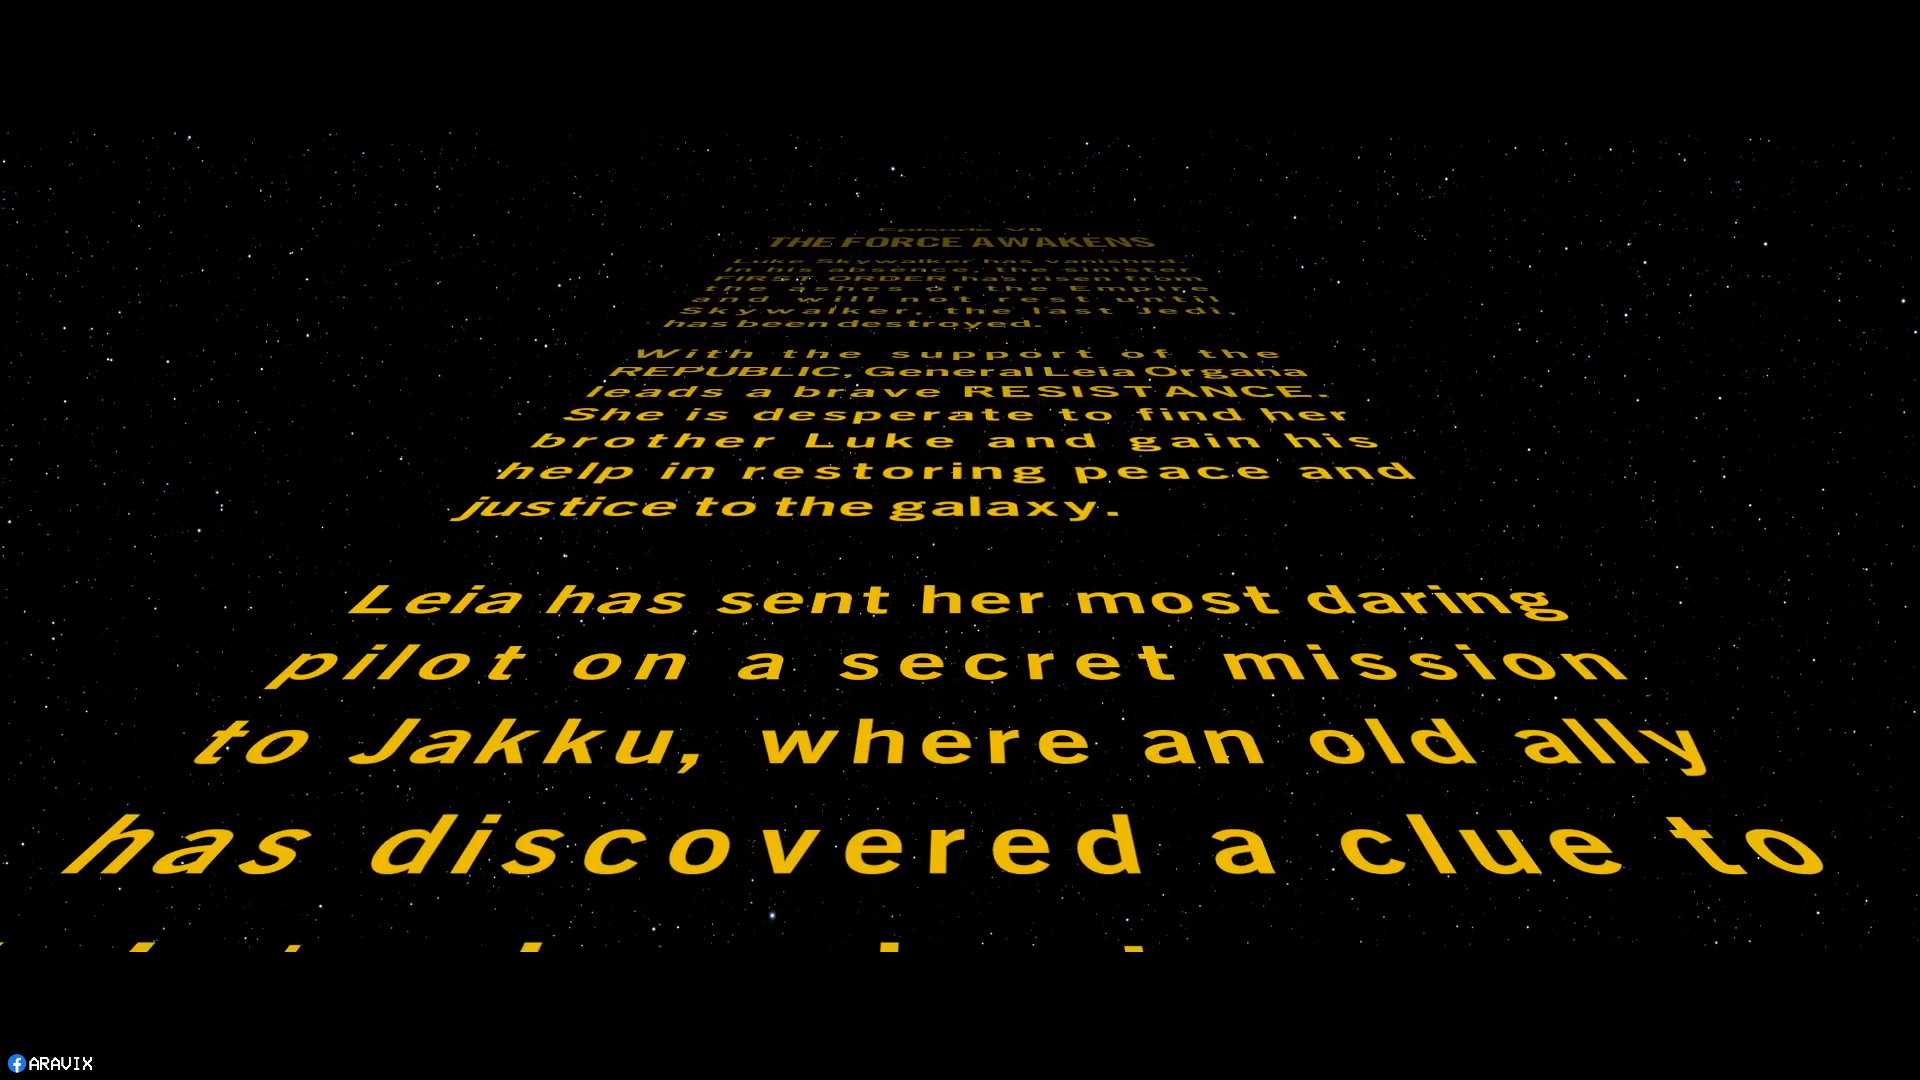 Episode VII
THE FORCE AWAKENS
Luke Skywalker has vanished.
In his absence, the sinister
FIRST ORDER has risen from
the ashes of the Empire
and will not rest until
Skywalker, the last Jedi,
has been destroyed.
With the support of the
REPUBLIC, General Leia Organa
leads a brave RESISTANCE.
She is desperate to find her
brother Luke and gain his
help in restoring peace and
justice to the galaxy.
Leia has sent her most daring
pilot on a secret mission
to Jakku, where an old ally
has discovered a clue to
ARAVIX